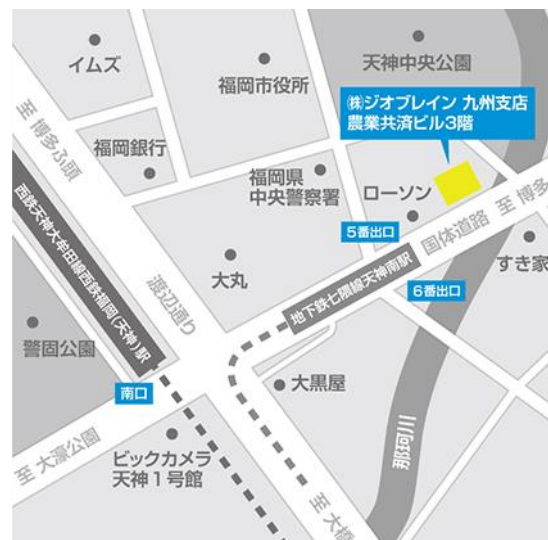 イムズ
天神中央公園
福岡市役所
㈱ジオブレイン 九州支店
農業共済ビル3階
至 博多ふ頭
福岡銀行
福岡県
中央警察署
ローソン
至 博多
国体道路
5番出口
すき家
西鉄天神大牟田線西鉄福岡(天神)駅
渡辺通り
大丸
地下鉄七隈線天神南駅
6番出口
警固公園
南口
大黒屋
那珂川
至 大濠公園
ビックカメラ
天神1号館
至 大橋